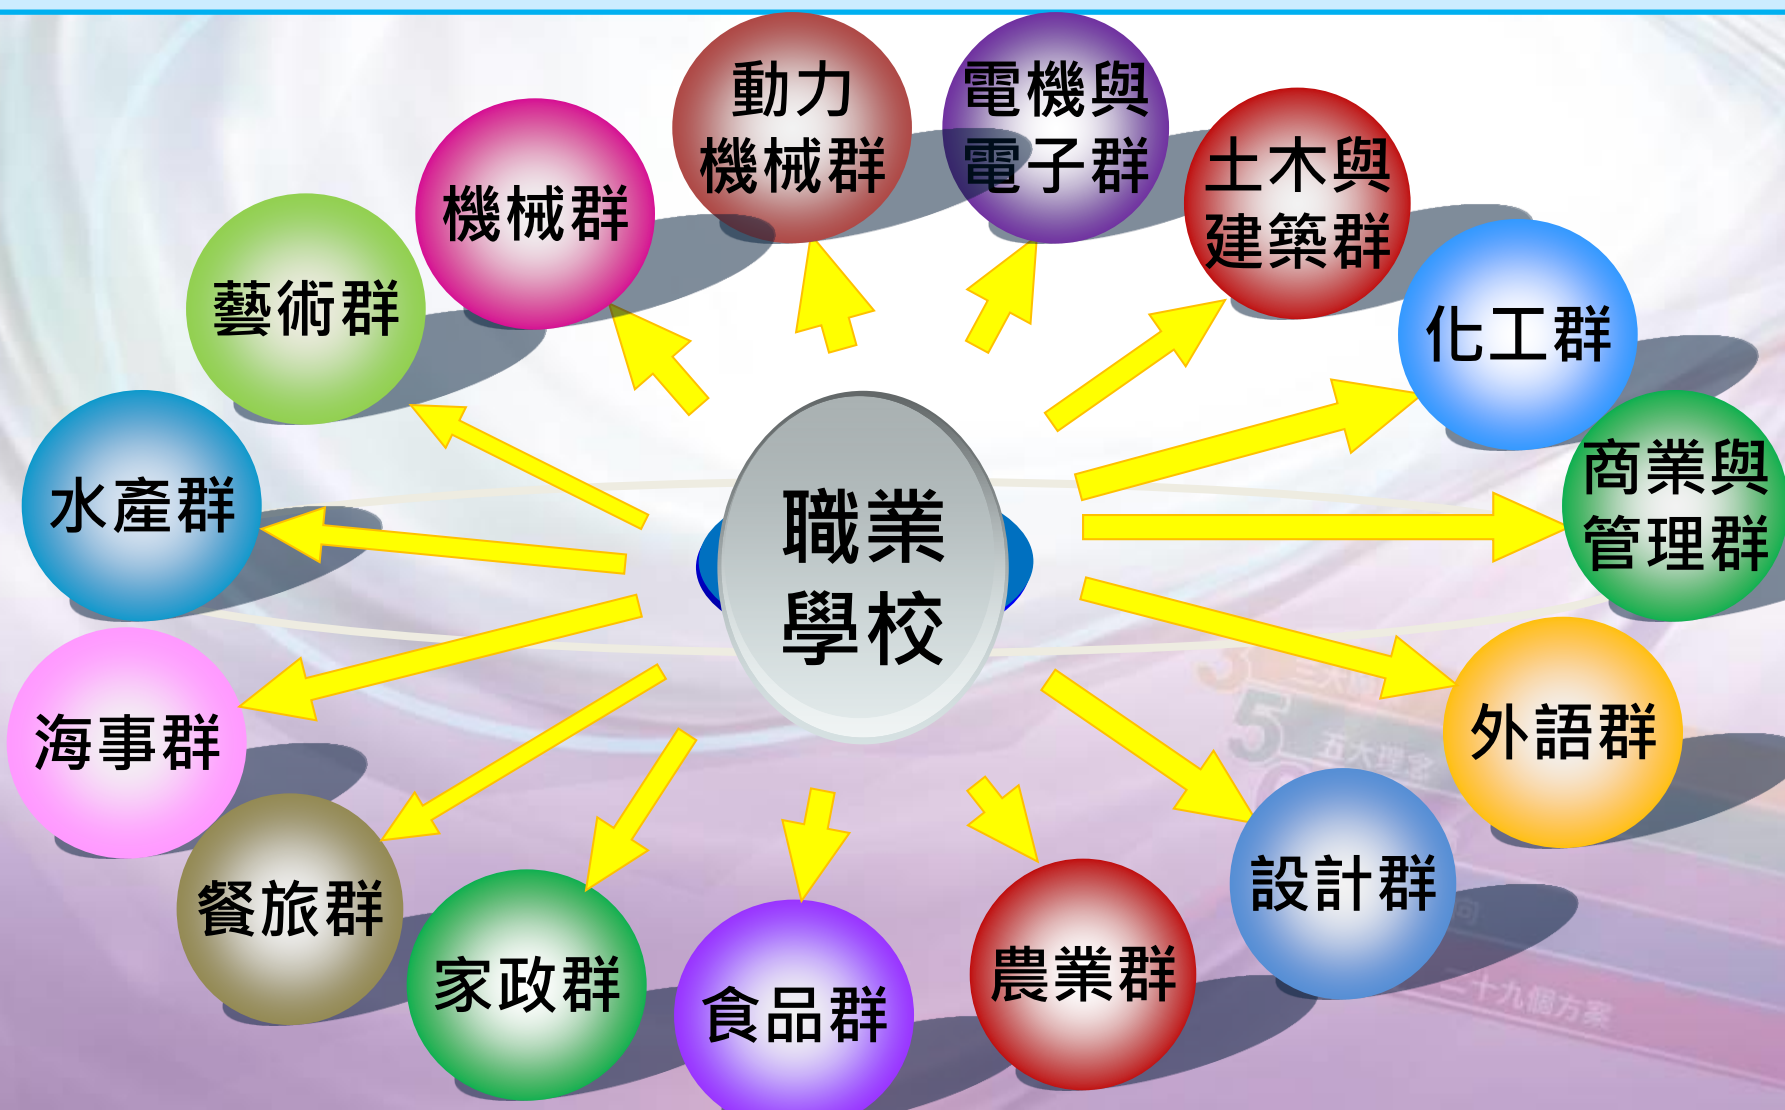 動力
機械群
電機與
電子群
土木與
建築群
機械群
藝術群
化工群
商業與
管理群
水產群
職業
學校
海事群
外語群
餐旅群
設計群
家政群
食品群
農業群
3
5
五大理念
二十九個方案